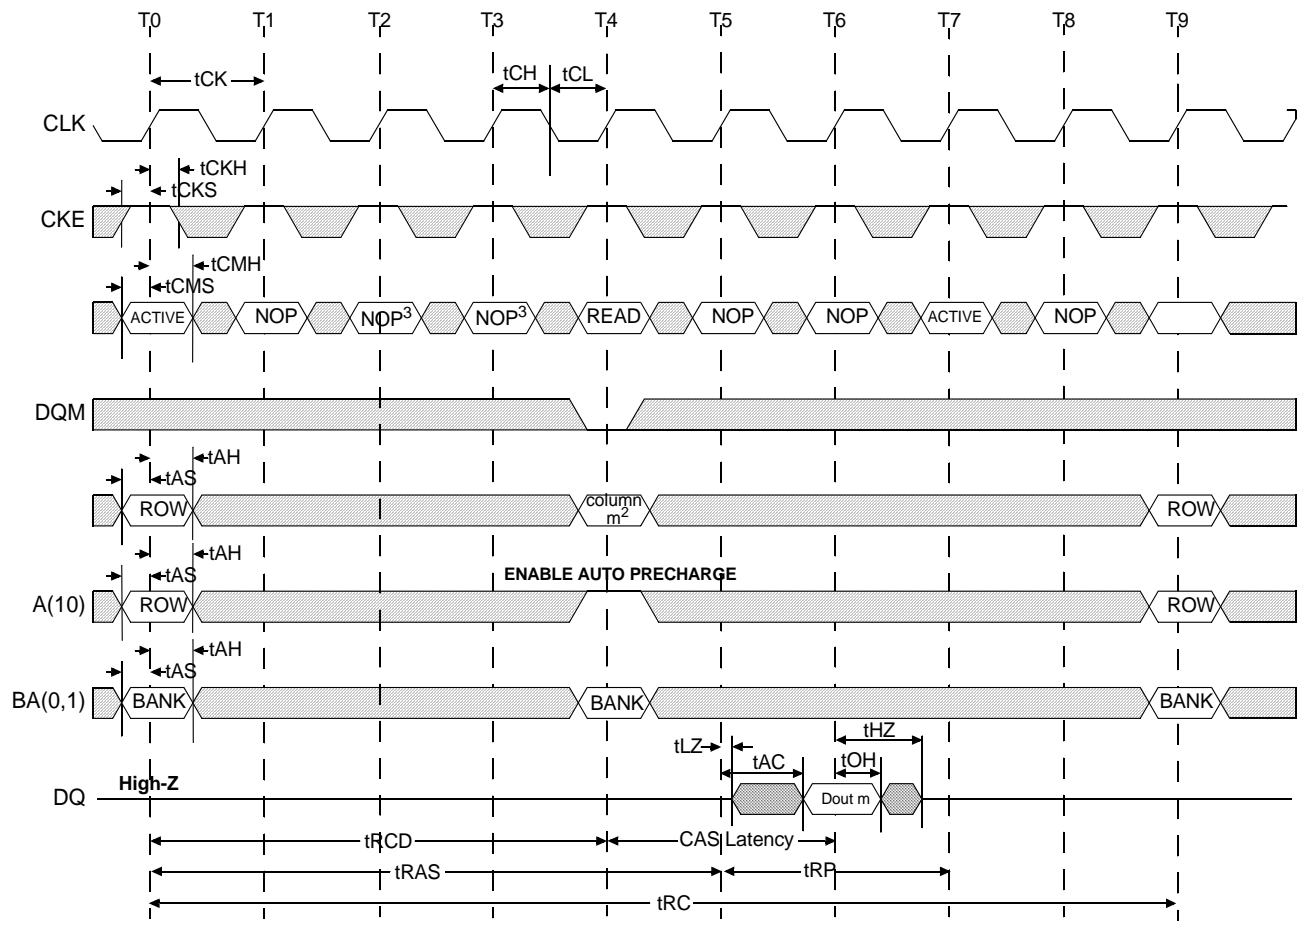 T0 T1 T2 T3 T4 T5 T6 T7 T8 T9
tCK tCH tCL
CLK
tCKH
tCKS
CKE
tCMH
tCMS
ACTIVE NOP NOP3 NOP3 READ NOP NOP ACTIVE NOP
DQM
tAH
tAS
ROW column m2 ROW
tAH
tAS
ENABLE AUTO PRECHARGE
A(10) ROW ROW
tAH
tAS
BA(0,1) BANK BANK BANK
tHZ
tLZ tAC tOH
High-Z
DQ Dout m
tRCD CAS Latency
tRAS tRP
tRC